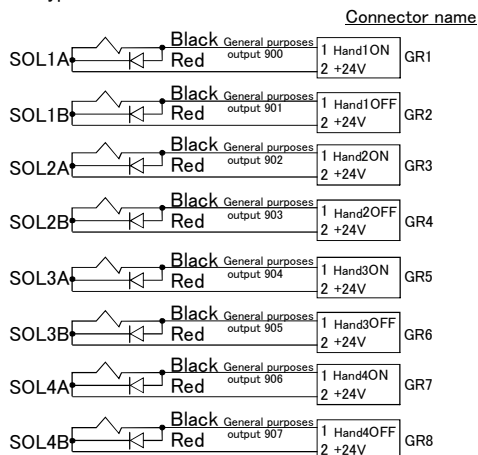 Connector name
SOL1A Black General purposes output 900 1 Hand1ON GR1
Red 2 +24V
SOL1B Black General purposes output 901 1 Hand1OFF GR2
Red 2 +24V
SOL2A Black General purposes output 902 1 Hand2ON GR3
Red 2 +24V
SOL2B Black General purposes output 903 1 Hand2OFF GR4
Red 2 +24V
SOL3A Black General purposes output 904 1 Hand3ON GR5
Red 2 +24V
SOL3B Black General purposes output 905 1 Hand3OFF GR6
Red 2 +24V
SOL4A Black General purposes output 906 1 Hand4ON GR7
Red 2 +24V
SOL4B Black General purposes output 907 1 Hand4OFF GR8
Red 2 +24V